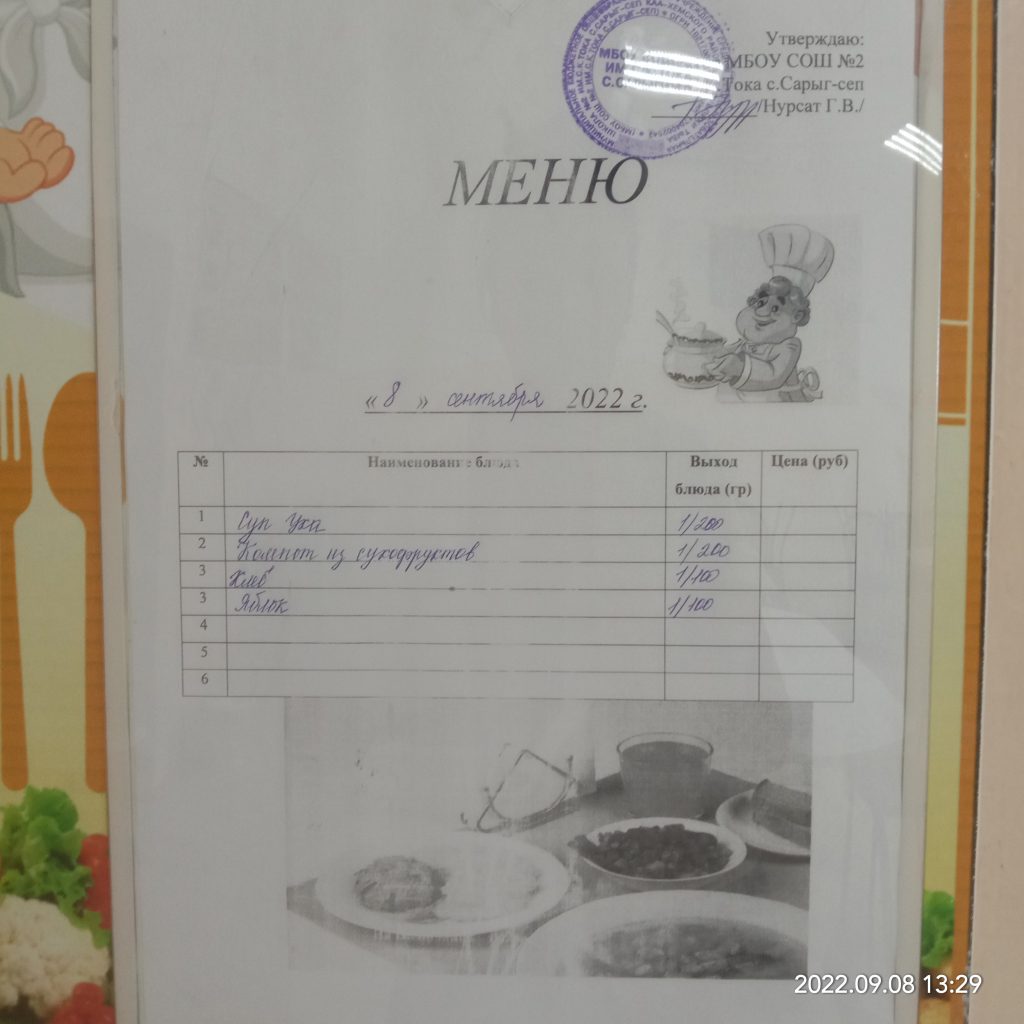 Утверждаю:
МБОУ СОШ №2
Тока с.Сарыг-сеп
/Нурсат Г.В./
МЕНЮ
« 8 » сентября 2022 г.
№ Наименование блюда Выход блюда (гр) Цена (руб)
1 Суп Уха 1/200
2 Компот из сухофруктов 1/200
3 Хлеб 1/100
3 Яблок 1/100
4
5
6
2022.09.08 13:29